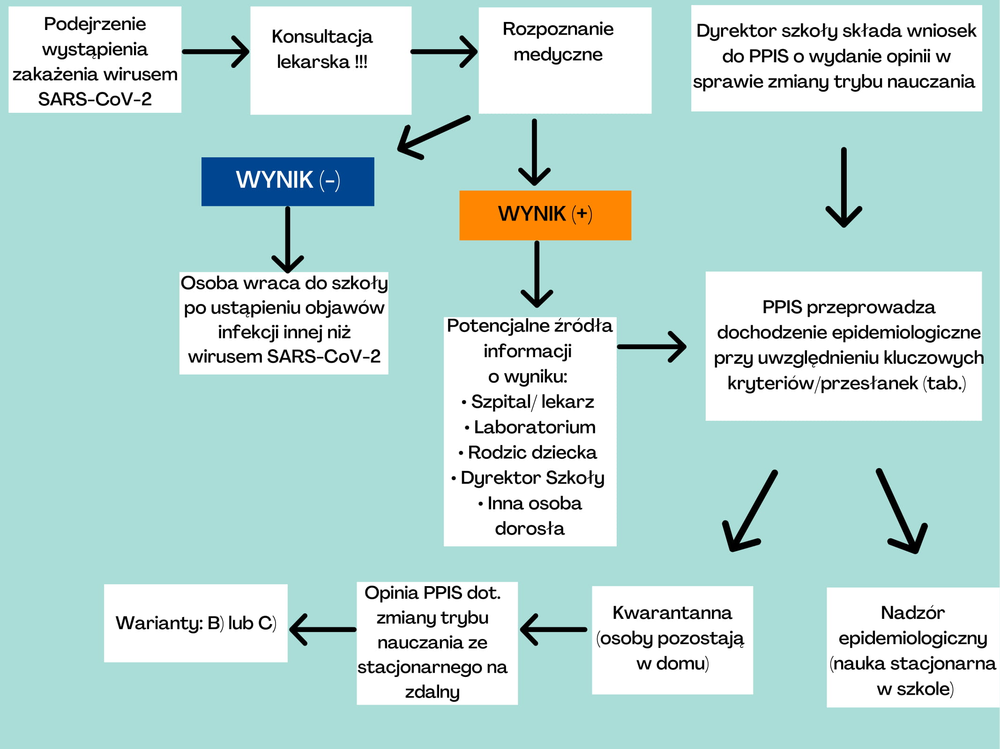 Podejrzenie
wystąpienia
zakażenia wirusem
SARS-CoV-2
Konsultacja
lekarska !!!
Rozpoznanie
medyczne
Dyrektor szkoły składa wniosek
do PPIS o wydanie opinii w
sprawie zmiany trybu nauczania
WYNIK (-)
WYNIK (+)
Osoba wraca do szkoły
po ustąpieniu objawów
infekcji innej niż
wirusem SARS-CoV-2
Potencjalne źródła
informacji
o wyniku:
• Szpital/ lekarz
• Laboratorium
• Rodzic dziecka
• Dyrektor Szkoły
• Inna osoba
dorosła
PPIS przeprowadza
dochodzenie epidemiologiczne
przy uwzględnieniu kluczowych
kryteriów/przesłanek (tab.)
Warianty: B) lub C)
Opinia PPIS dot.
zmiany trybu
nauczania ze
stacjonarnego na
zdalny
Kwarantanna
(osoby pozostają
w domu)
Nadzór
epidemiologiczny
(nauka stacjonarna
w szkole)